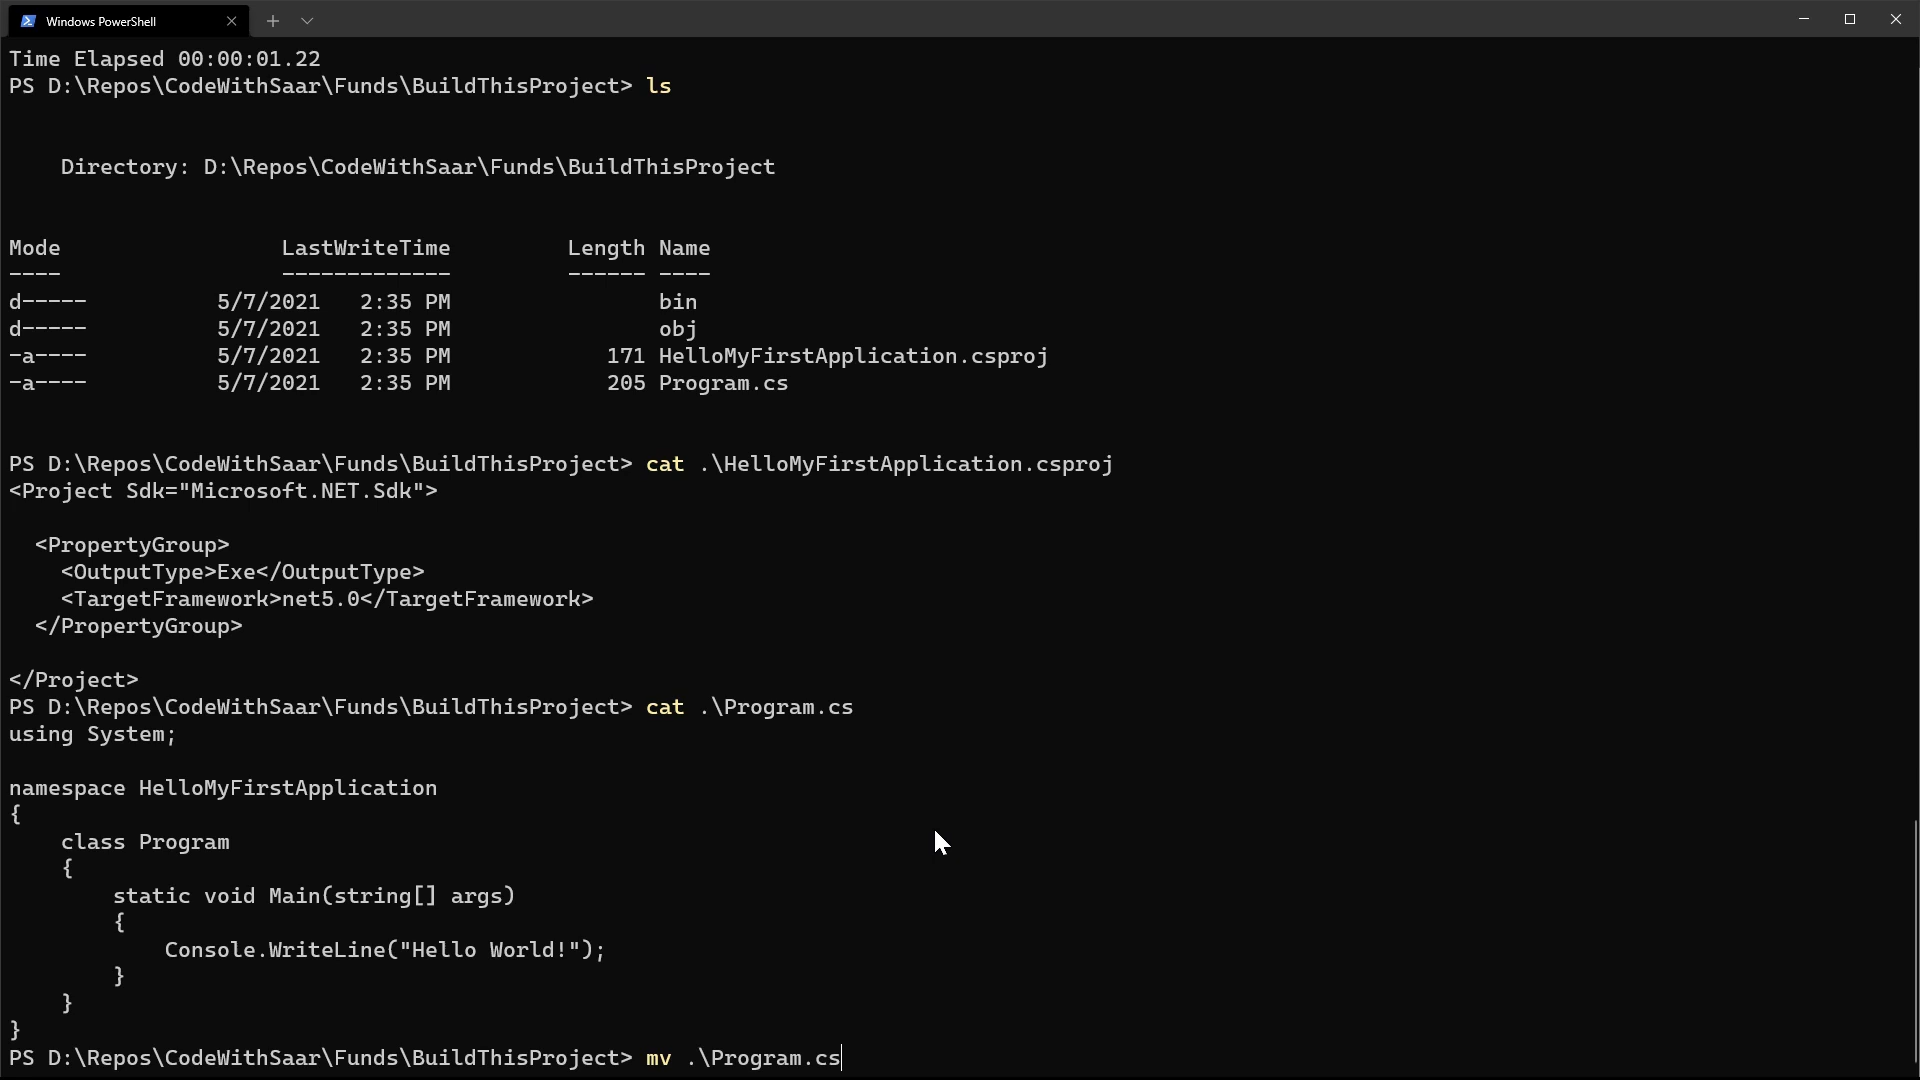 Windows PowerShell
Time Elapsed 00:00:01.22
PS D:\Repos\CodeWithSaar\Funds\BuildThisProject> ls
    Directory: D:\Repos\CodeWithSaar\Funds\BuildThisProject
Mode                 LastWriteTime         Length Name
----                 -------------         ------ ----
d-----          5/7/2021   2:35 PM                bin
d-----          5/7/2021   2:35 PM                obj
-a----          5/7/2021   2:35 PM            171 HelloMyFirstApplication.csproj
-a----          5/7/2021   2:35 PM            205 Program.cs
PS D:\Repos\CodeWithSaar\Funds\BuildThisProject> cat .\HelloMyFirstApplication.csproj
<Project Sdk="Microsoft.NET.Sdk">
  <PropertyGroup>
    <OutputType>Exe</OutputType>
    <TargetFramework>net5.0</TargetFramework>
  </PropertyGroup>
</Project>
PS D:\Repos\CodeWithSaar\Funds\BuildThisProject> cat .\Program.cs
using System;
namespace HelloMyFirstApplication
{
    class Program
    {
        static void Main(string[] args)
        {
            Console.WriteLine("Hello World!");
        }
    }
}
PS D:\Repos\CodeWithSaar\Funds\BuildThisProject> mv .\Program.cs